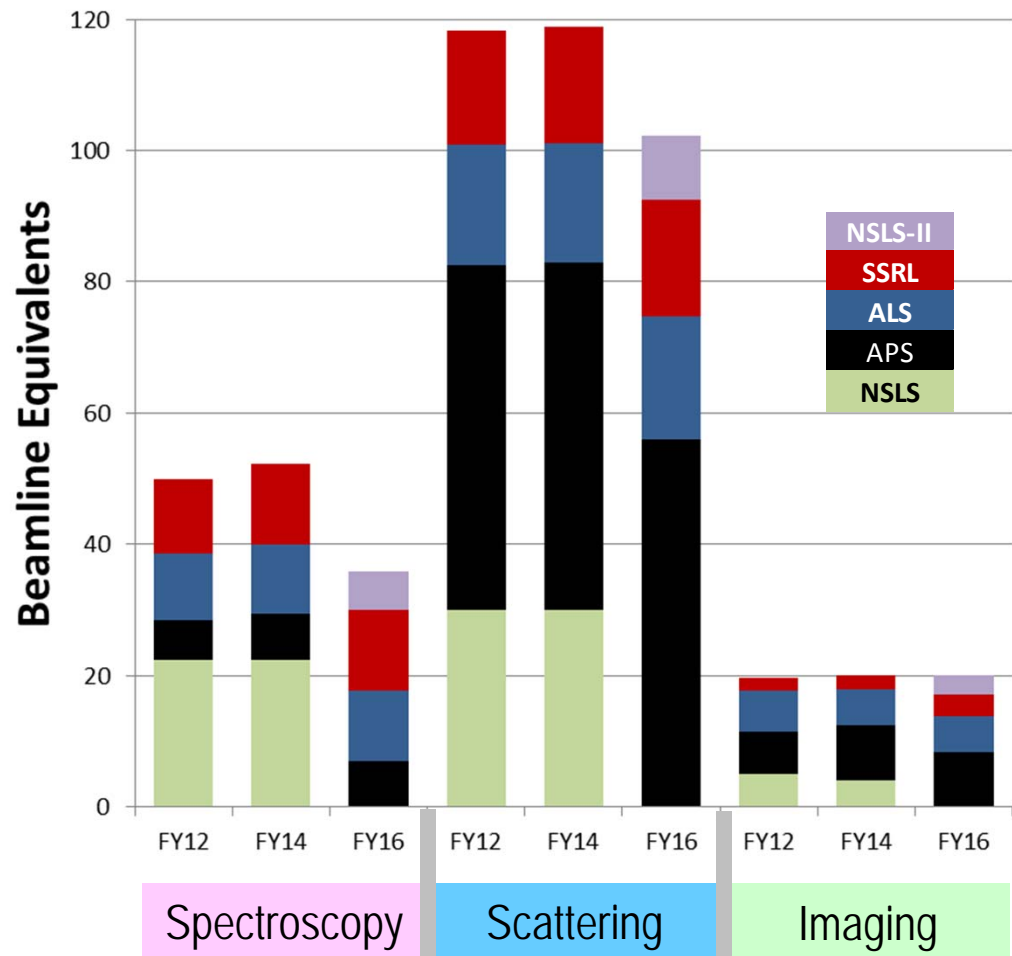 120
100
80
60
40
20
0
Beamline Equivalents
NSLS-II
SSRL
ALS
APS
NSLS
FY12 FY14 FY16 FY12 FY14 FY16 FY12 FY14 FY16
Spectroscopy Scattering Imaging